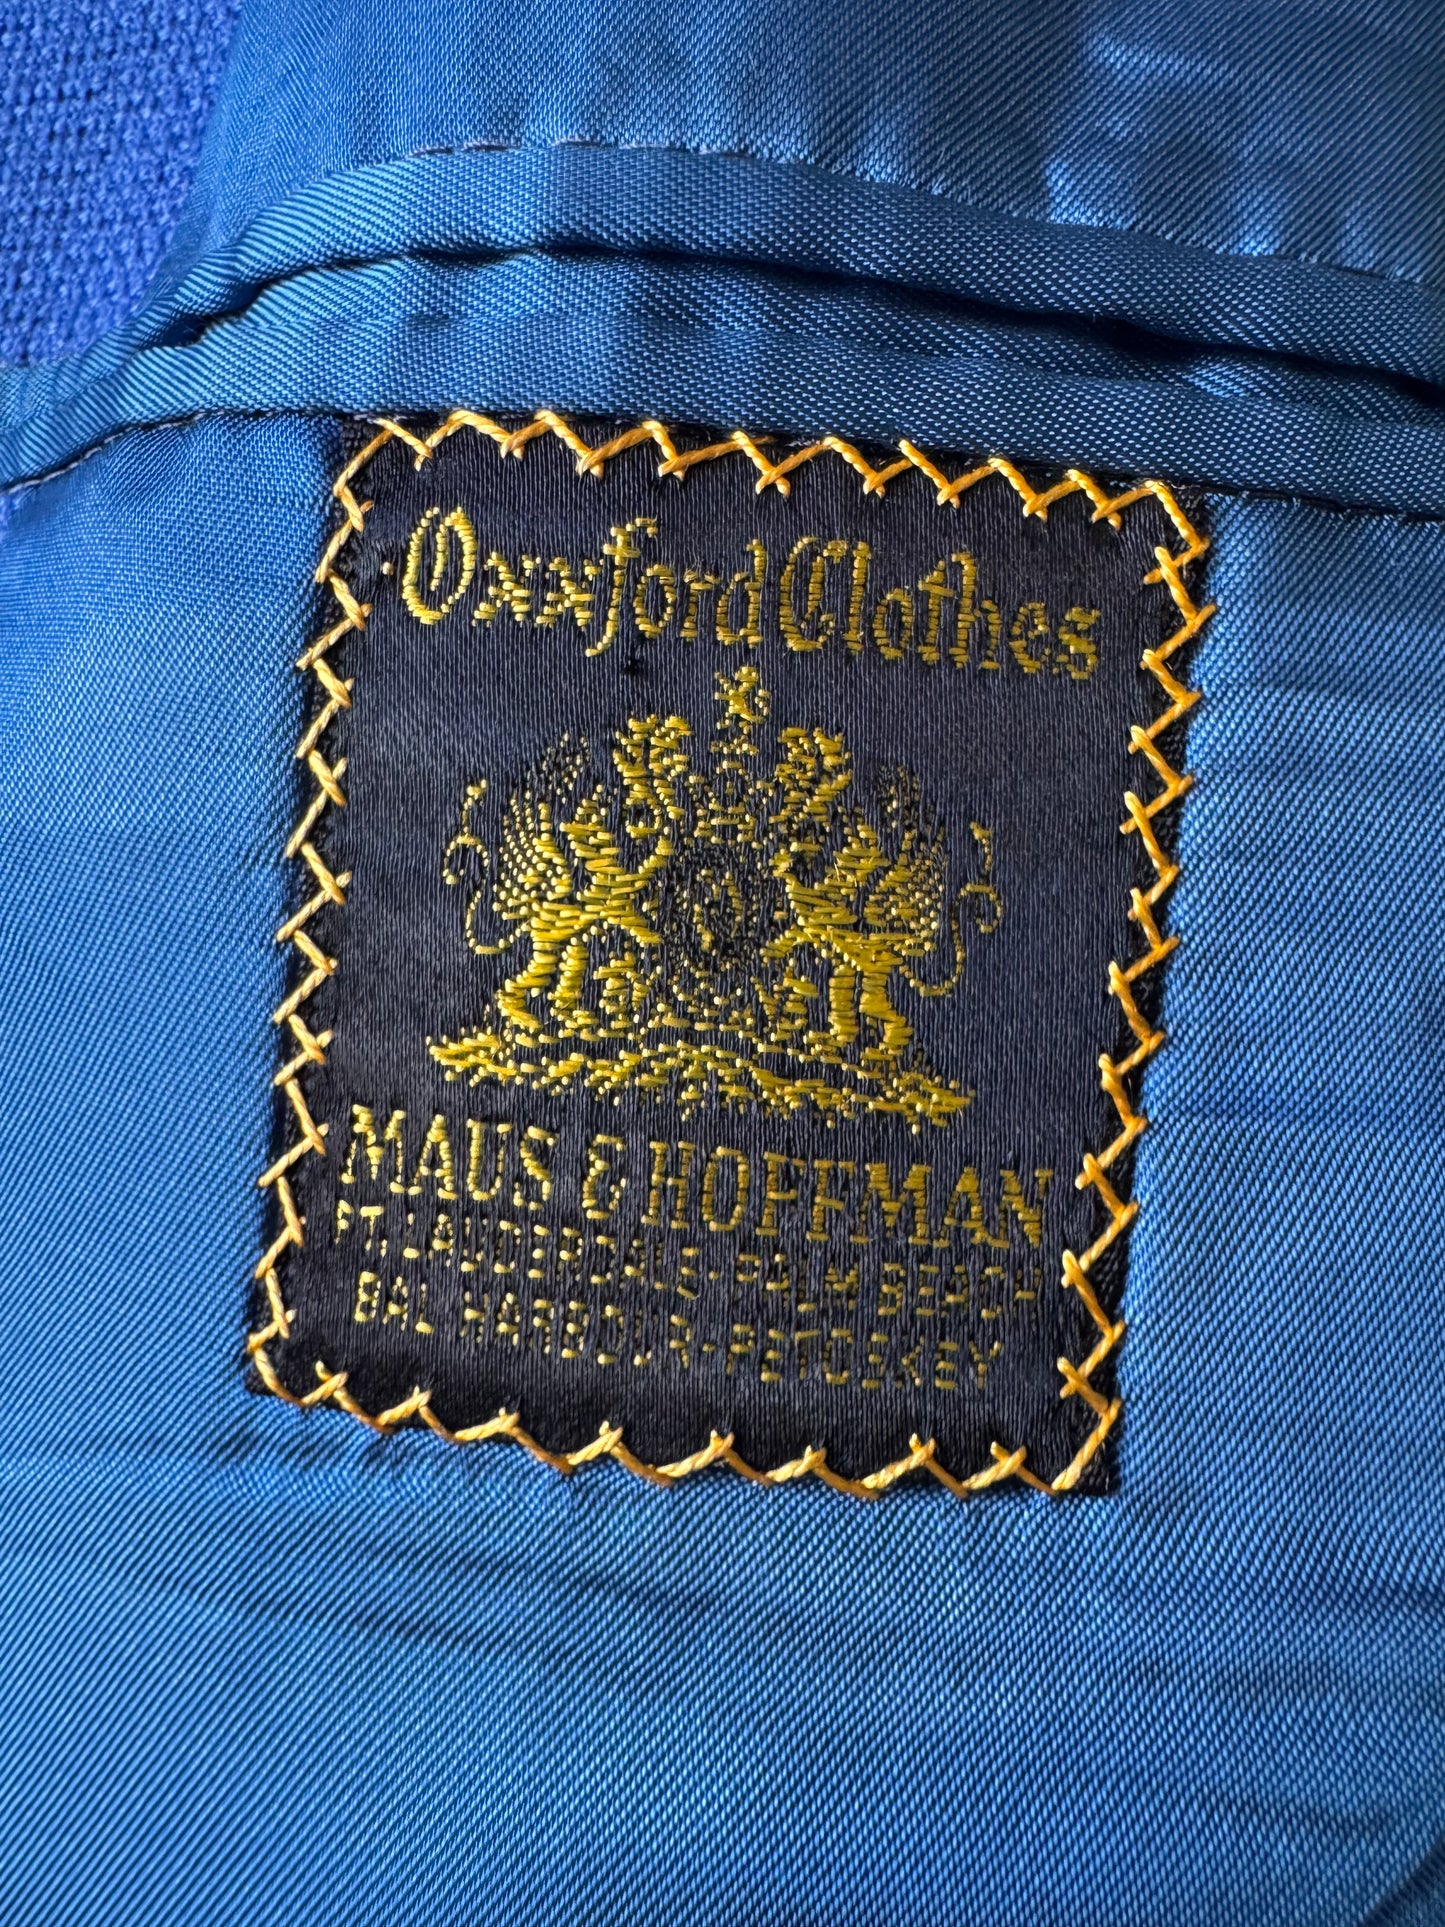 Oxxford Clothes
MAUS & HOFFMAN
FT. LAUDERDALE · PALM BEACH
BAL HARBOUR · PETOSKEY